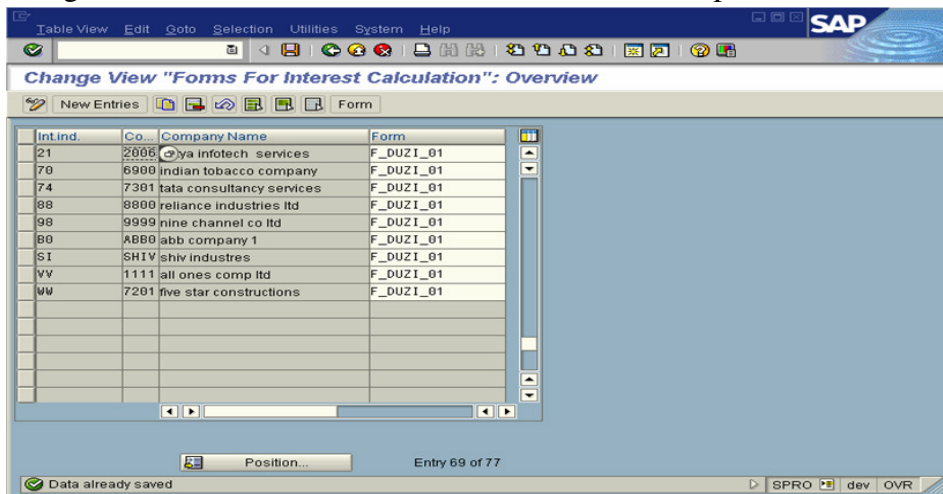 Table View Edit Goto Selection Utilities System Help
SAP
Change View "Forms For Interest Calculation": Overview
New Entries Form
Int.ind. Co... Company Name Form
21 2006 infotech services F_DUZI_01
70 6900 indian tobacco company F_DUZI_01
74 7301 tata consultancy services F_DUZI_01
88 8800 reliance industries ltd F_DUZI_01
98 9999 nine channel co ltd F_DUZI_01
B0 ABB0 abb company 1 F_DUZI_01
SI SHIV shiv industres F_DUZI_01
VV 1111 all ones comp ltd F_DUZI_01
WW 7201 five star constructions F_DUZI_01
Position... Entry 69 of 77
Data already saved SPRO dev OVR